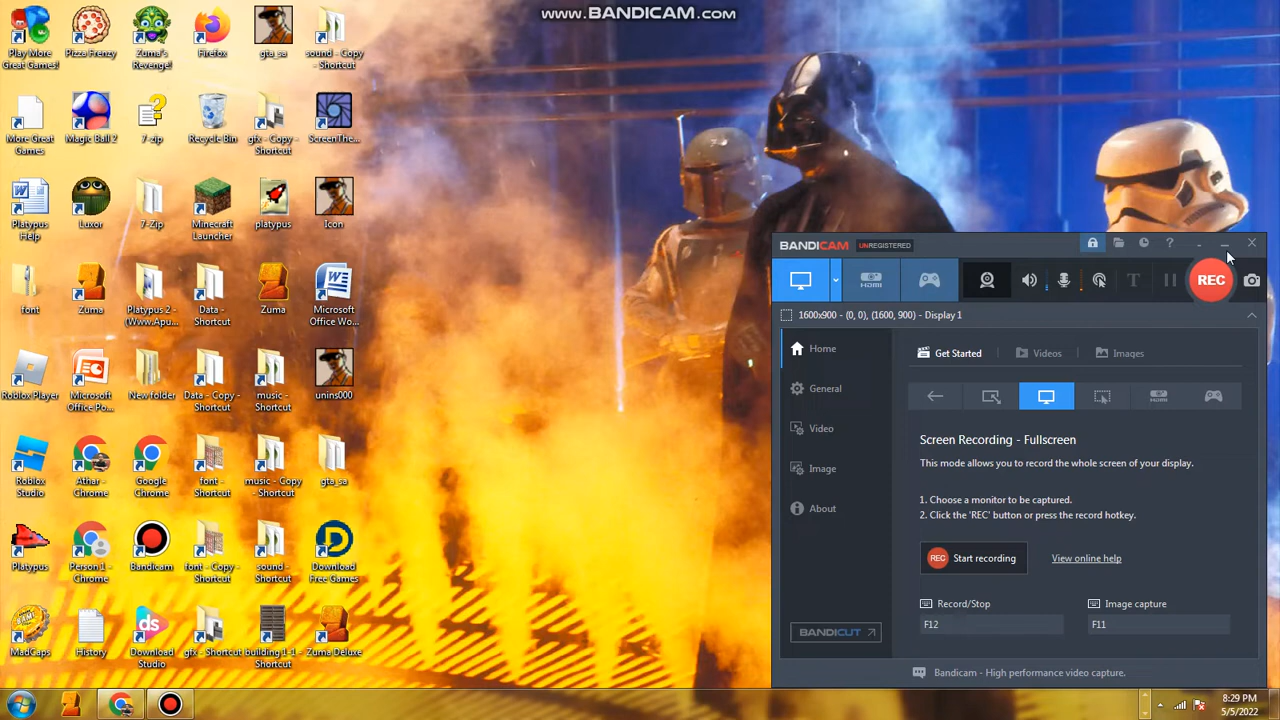 www.BANDICAM.com
Play More
Great Games!
Pizza Frenzy
Zuma's
Revenge!
Firefox
gta_sa
sound - Copy
- Shortcut
More Great
Games
Magic Ball 2
7-zip
Recycle Bin
gfx - Copy -
Shortcut
ScreenThe...
Platypus
Help
Luxor
7-Zip
Minecraft
Launcher
platypus
Icon
font
Zuma
Platypus 2 -
(Www.Apu...
Data -
Shortcut
Zuma
Microsoft
Office Wo...
Roblox Player
Microsoft
Office Po...
New folder
Data - Copy -
Shortcut
music -
Shortcut
unins000
Roblox
Studio
Athar -
Chrome
Google
Chrome
font -
Shortcut
music - Copy
- Shortcut
gta_sa
Platypus
Person 1 -
Chrome
Bandicam
font - Copy -
Shortcut
sound -
Shortcut
Download
Free Games
MadCaps
History
Download
Studio
gfx - Shortcut
building 1-1 -
Shortcut
Zuma Deluxe
BANDICAM UNREGISTERED
REC
1600x900 - (0, 0), (1600, 900) - Display 1
Home
General
Video
Image
About
BANDICUT
Get Started
Videos
Images
HDMI
Screen Recording - Fullscreen
This mode allows you to record the whole screen of your display.
1. Choose a monitor to be captured.
2. Click the 'REC' button or press the record hotkey.
REC Start recording
View online help
Record/Stop
F12
Image capture
F11
Bandicam - High performance video capture.
8:29 PM
5/5/2022